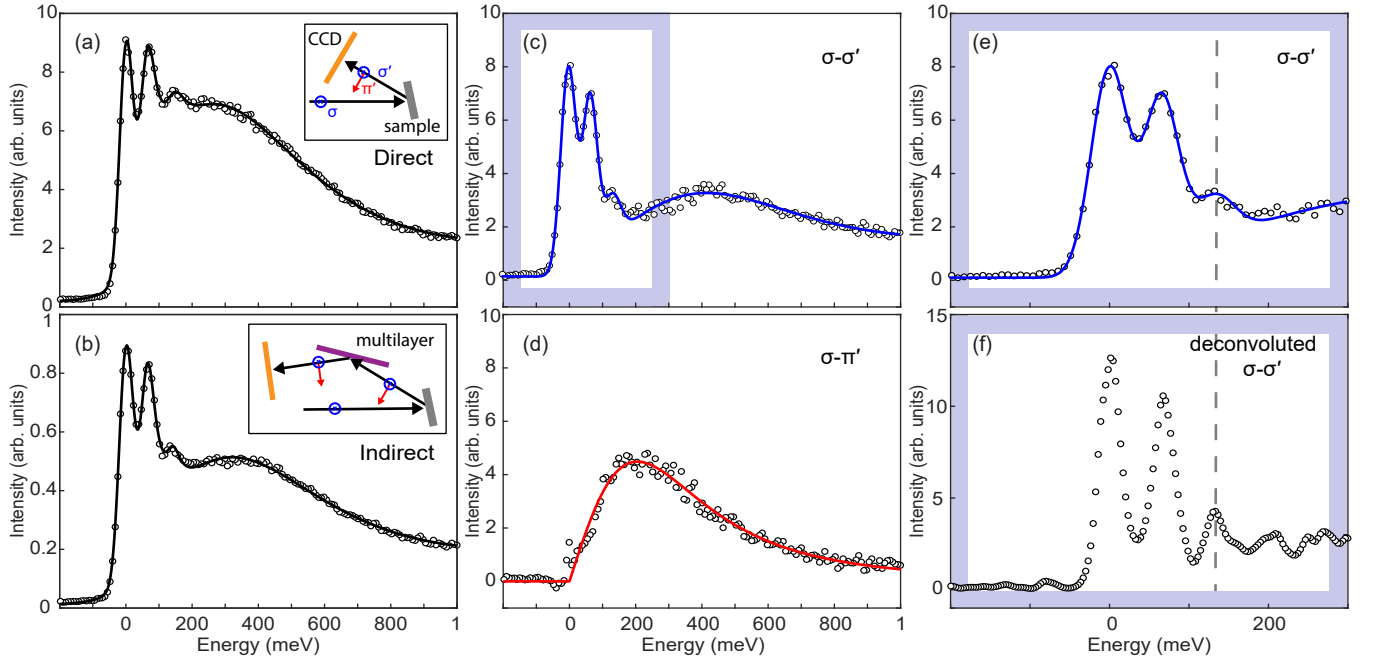 (a)
CCD
σ′
π′
σ
sample
Direct
Intensity (arb. units)
10
8
6
4
2
0
(b)
multilayer
Indirect
Intensity (arb. units)
1
0.8
0.6
0.4
0.2
0
0 200 400 600 800 1
Energy (meV)
(c)
σ-σ′
Intensity (arb. units)
10
8
6
4
2
0
(d)
σ-π′
Intensity (arb. units)
8
6
4
2
0
0 200 400 600 800 1
Energy (meV)
(e)
σ-σ′
Intensity (arb. units)
10
8
6
4
2
0
(f)
deconvoluted
σ-σ′
Intensity (arb. units)
15
10
5
0
0 100 200
Energy (meV)